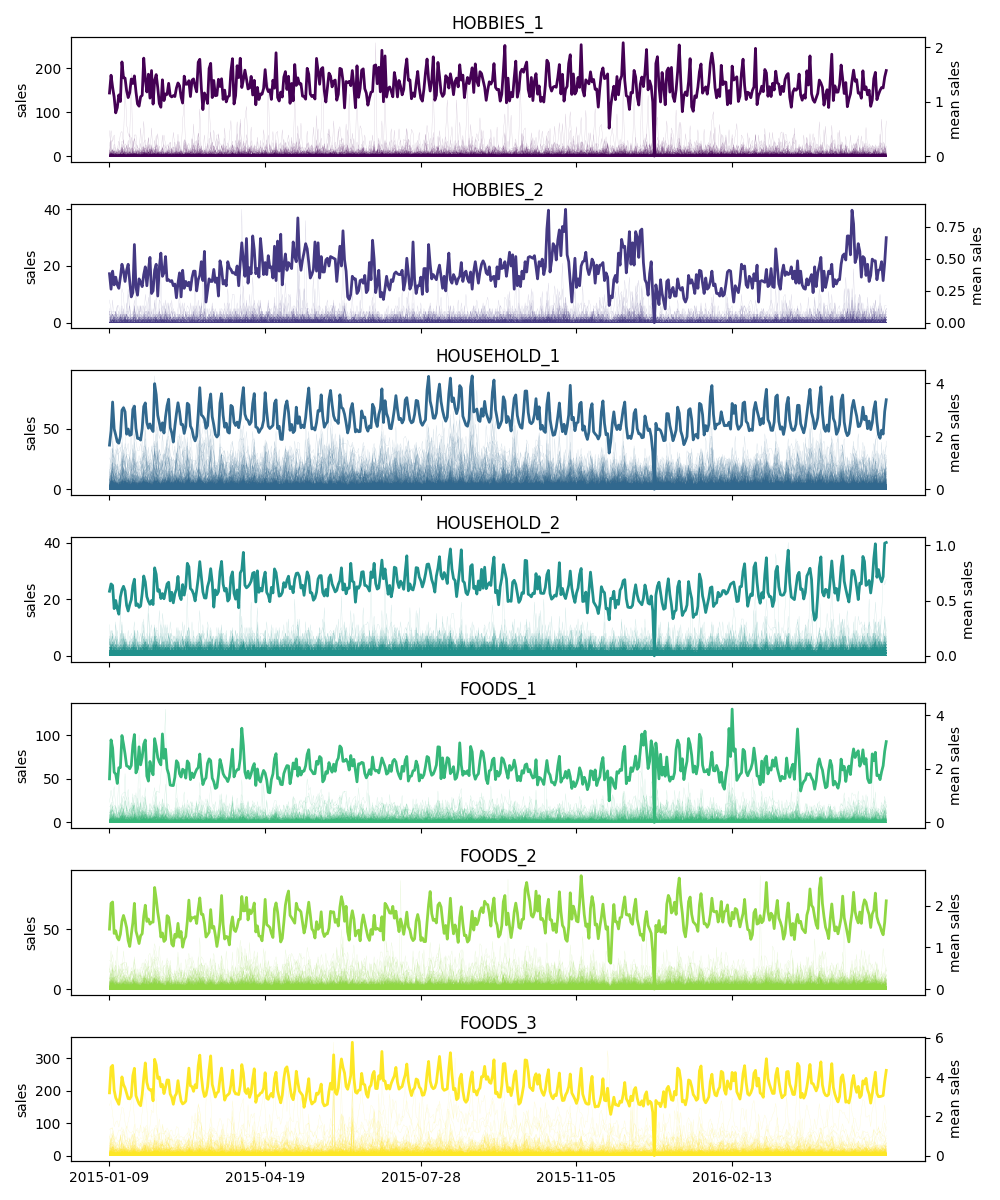 HOBBIES_1
200
100
0
sales
2
1
0
mean sales
HOBBIES_2
40
20
0
sales
0.75
0.50
0.25
0.00
mean sales
HOUSEHOLD_1
50
0
sales
4
2
0
mean sales
HOUSEHOLD_2
40
20
0
sales
1.0
0.5
0.0
mean sales
FOODS_1
100
50
0
sales
4
2
0
mean sales
FOODS_2
50
0
sales
2
1
0
mean sales
FOODS_3
300
200
100
0
sales
6
4
2
0
mean sales
2015-01-09 2015-04-19 2015-07-28 2015-11-05 2016-02-13